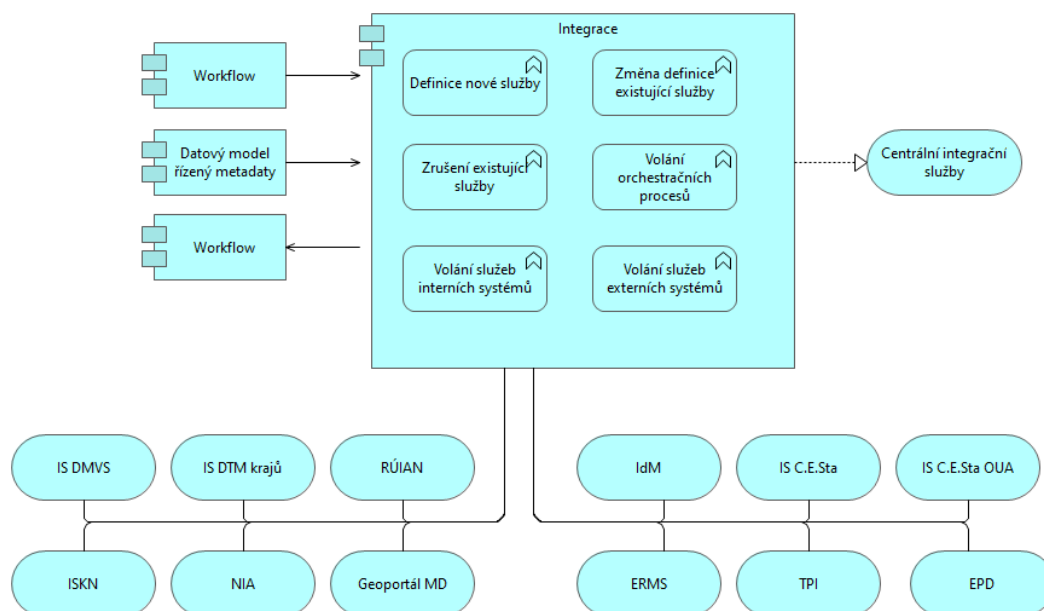 Integrace
Workflow
Definice nové služby
Změna definice
existující služby
Datový model
řízený metadaty
Zrušení existující
služby
Volání
orchestračních
procesů
Centrální integrační
služby
Workflow
Volání služeb
interních systémů
Volání služeb
externích systémů
IS DMVS
IS DTM krajů
RÚIAN
IdM
IS C.E.Sta
IS C.E.Sta OUA
ISKN
NIA
Geoportál MD
ERMS
TPI
EPD